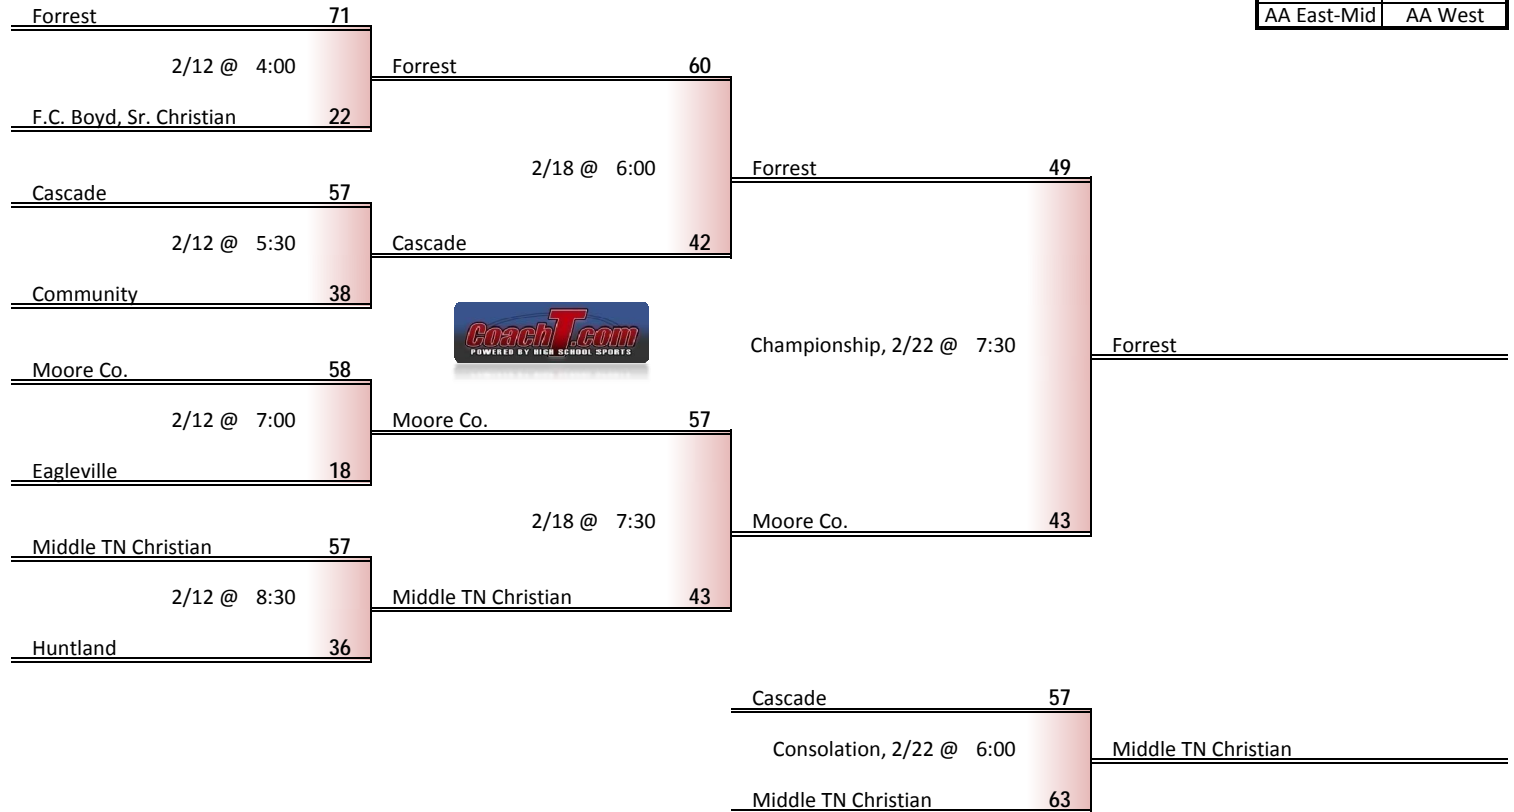 AA East-Mid AA West
Forrest 71
2/12 @ 4:00
F.C. Boyd, Sr. Christian 22
Forrest 60
2/18 @ 6:00
Cascade 57
2/12 @ 5:30
Community 38
Cascade 42
Forrest 49
CoachT.com
POWERED BY HIGH SCHOOL SPORTS
Championship, 2/22 @ 7:30
Forrest
Moore Co. 58
2/12 @ 7:00
Eagleville 18
Moore Co. 57
2/18 @ 7:30
Moore Co. 43
Middle TN Christian 57
2/12 @ 8:30
Huntland 36
Middle TN Christian 43
Cascade 57
Consolation, 2/22 @ 6:00
Middle TN Christian
Middle TN Christian 63